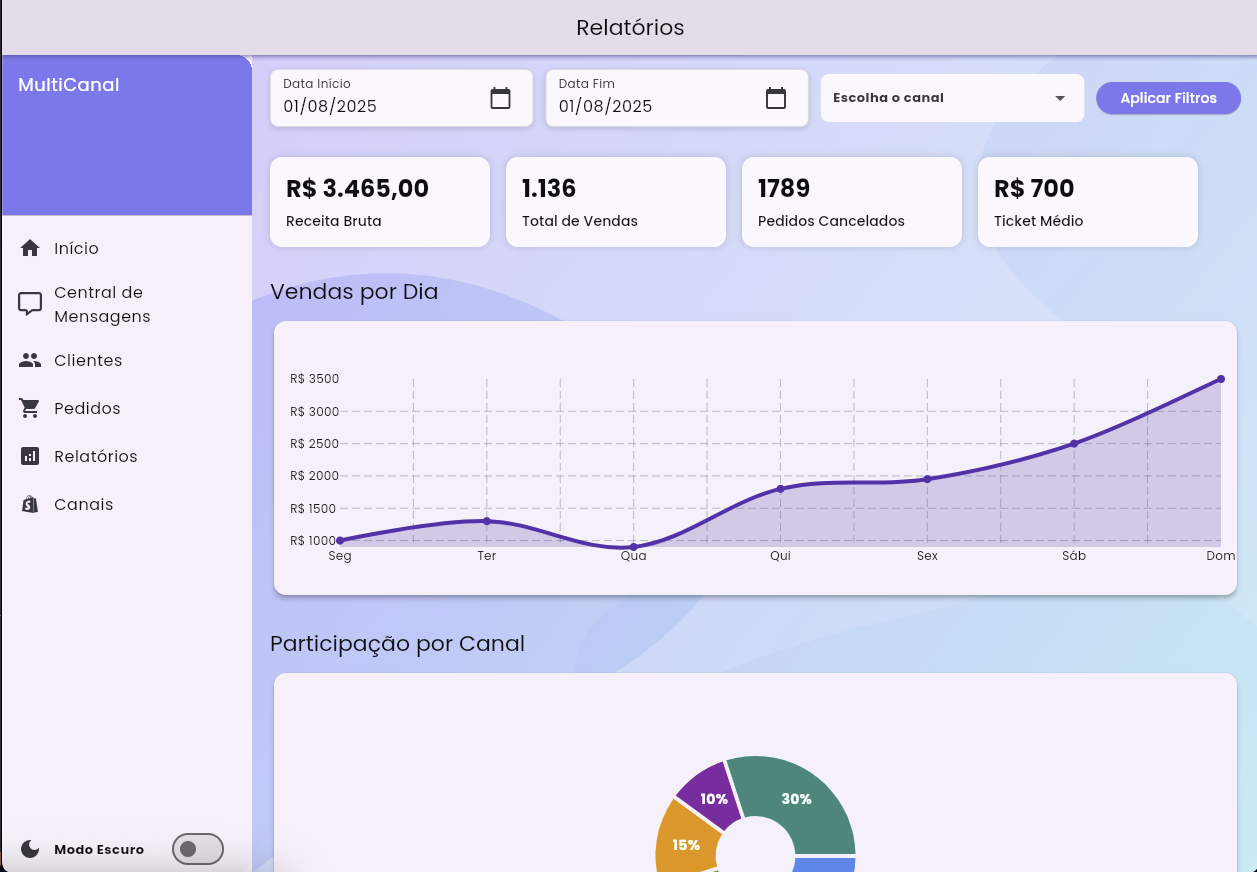 Relatórios
MultiCanal
Início
Central de
Mensagens
Clientes
Pedidos
Relatórios
Canais
Modo Escuro
Data Início
01/08/2025
Data Fim
01/08/2025
Escolha o canal
Aplicar Filtros
R$ 3.465,00
Receita Bruta
1.136
Total de Vendas
1789
Pedidos Cancelados
R$ 700
Ticket Médio
Vendas por Dia
R$ 3500
R$ 3000
R$ 2500
R$ 2000
R$ 1500
R$ 1000
Seg Ter Qua Qui Sex Sáb Dom
Participação por Canal
10% 30%
15%